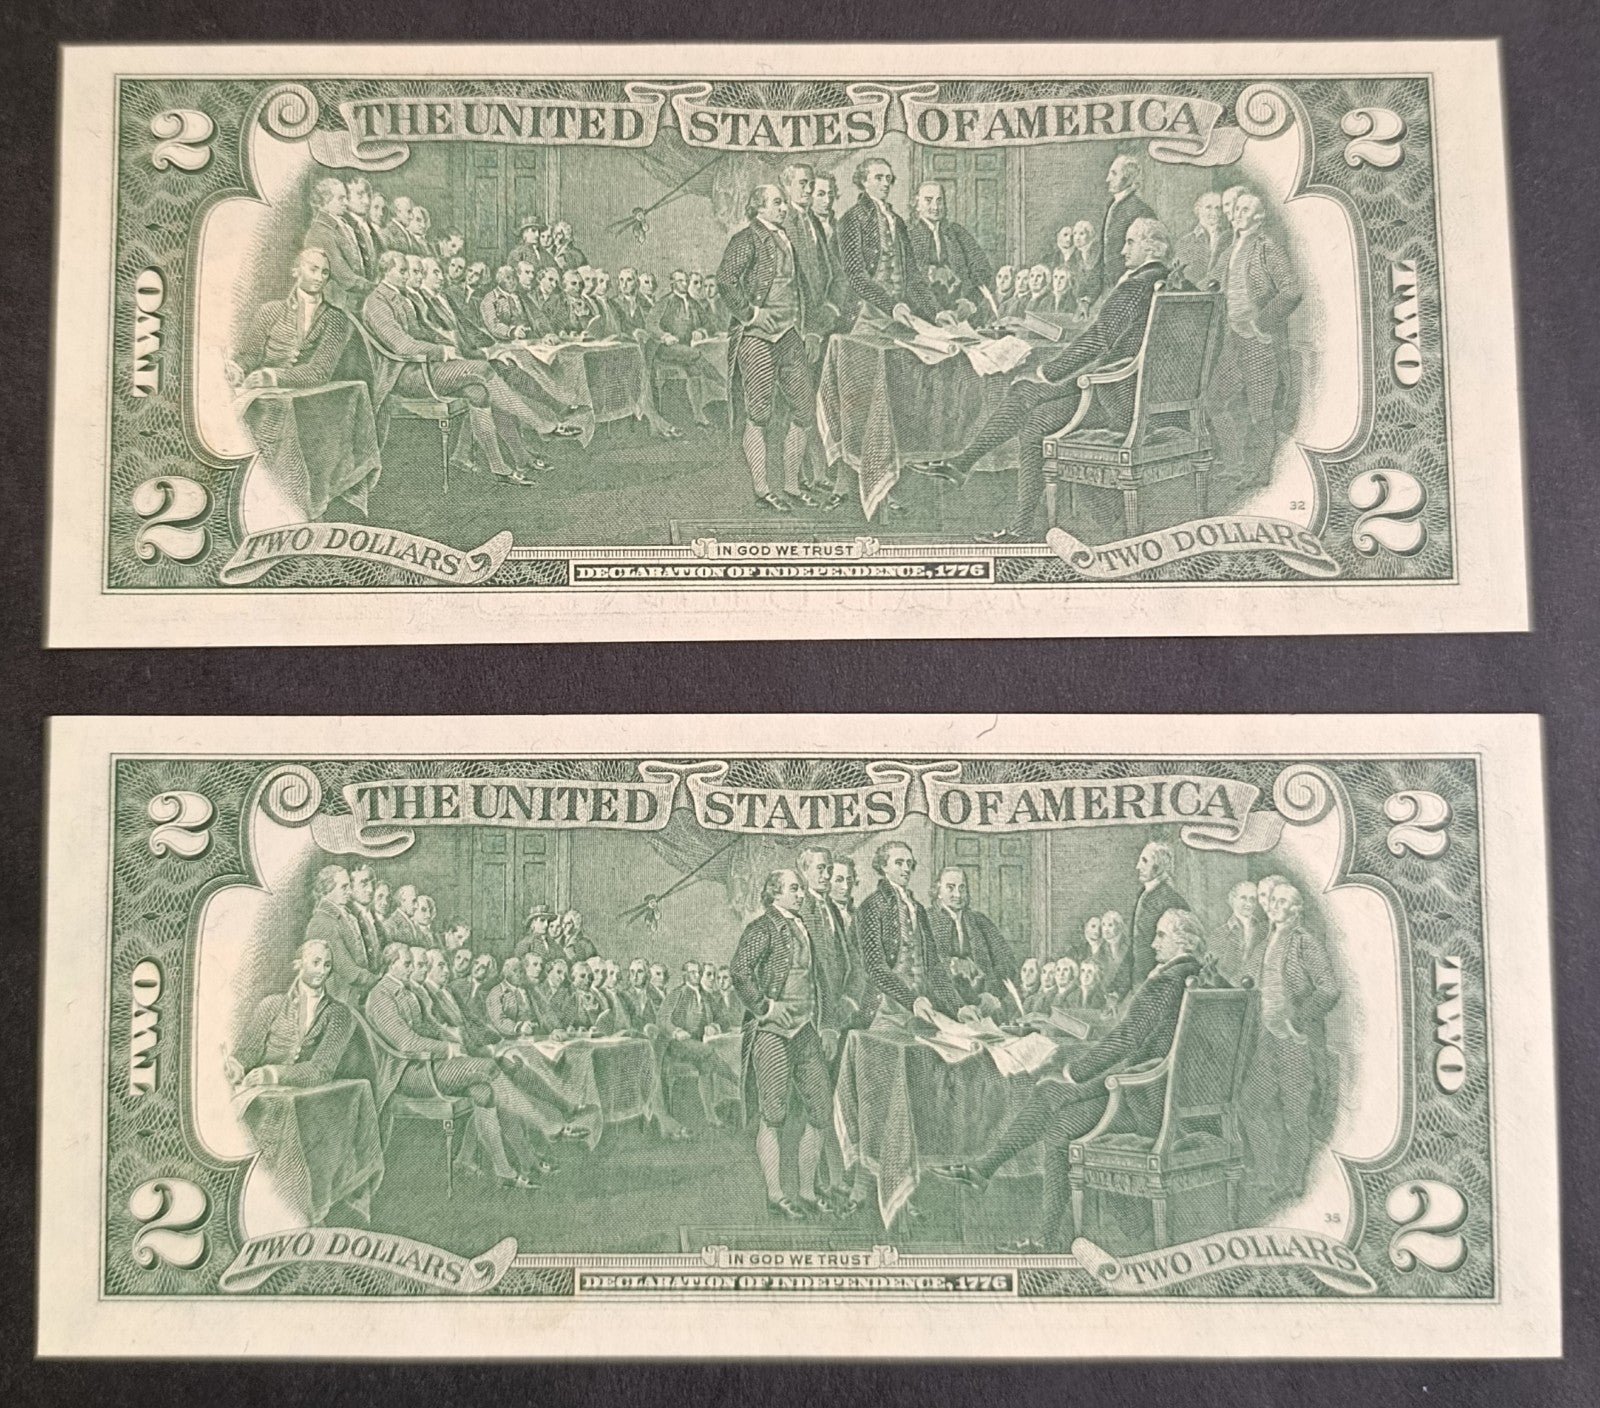 2 THE UNITED STATES OF AMERICA 2
TWO TWO
32
2 TWO DOLLARS IN GOD WE TRUST TWO DOLLARS 2
DECLARATION OF INDEPENDENCE, 1776
2 THE UNITED STATES OF AMERICA 2
TWO TWO
35
2 TWO DOLLARS IN GOD WE TRUST TWO DOLLARS 2
DECLARATION OF INDEPENDENCE, 1776